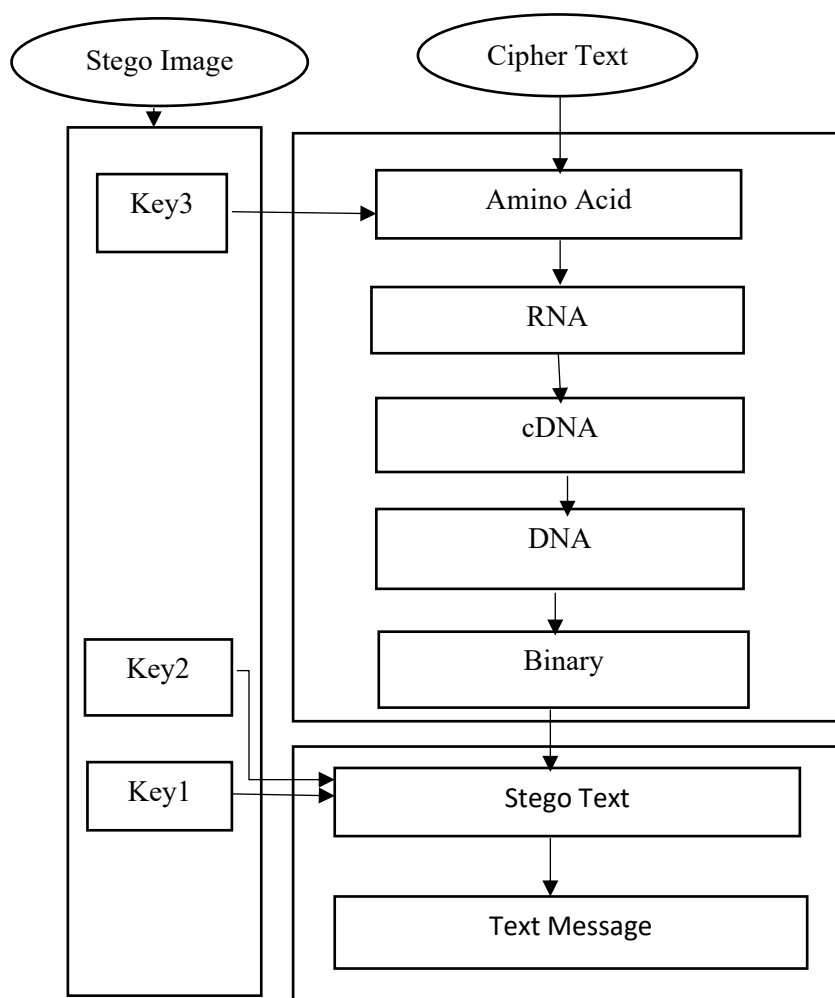 Stego Image
Cipher Text
Key3
Amino Acid
RNA
cDNA
DNA
Key2
Binary
Key1
Stego Text
Text Message